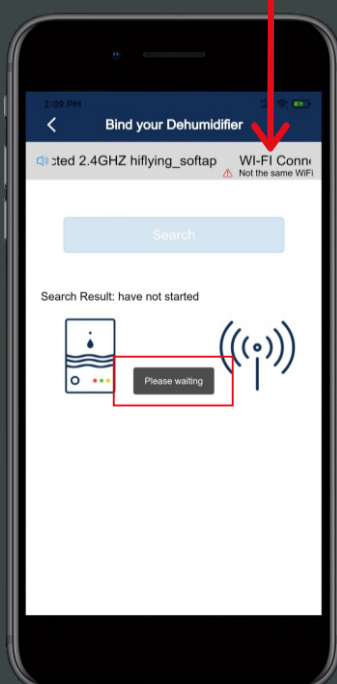 2:09 PM
Bind your Dehumidifier
cted 2.4GHZ hiflying_softap WI-FI Conn
Not the same WiFi
Search
Search Result: have not started
Please waiting